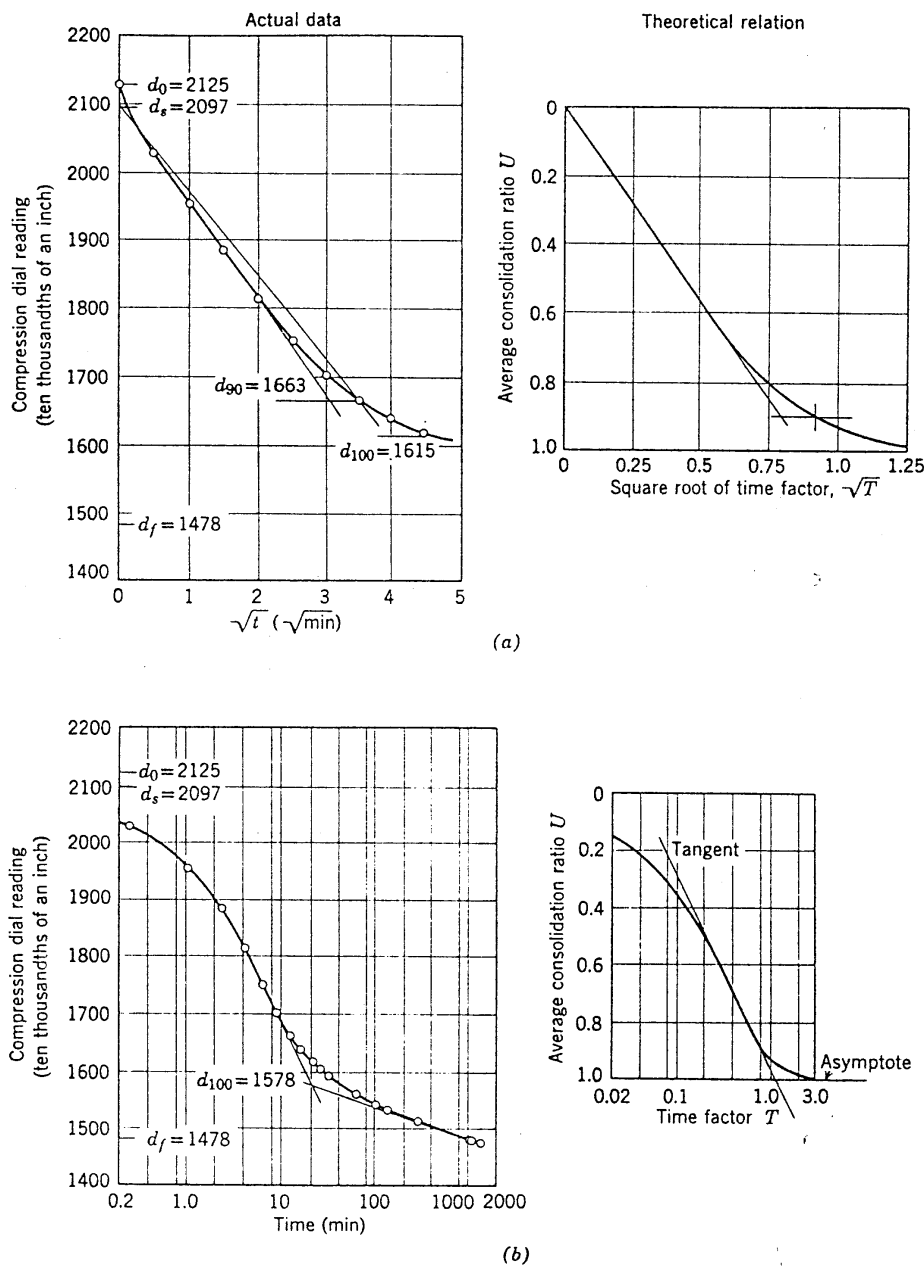 Actual data
Theoretical relation
2200
2100
2000
1900
1800
1700
1600
1500
1400
Compression dial reading
(ten thousandths of an inch)
d₀=2125
dₛ=2097
d₉₀=1663
d₁₀₀=1615
d_f=1478
0 1 2 3 4 5
√t (√min)
0
0.2
0.4
0.6
0.8
1.0
Average consolidation ratio U
0 0.25 0.5 0.75 1.0 1.25
Square root of time factor, √T
(a)
2200
2100
2000
1900
1800
1700
1600
1500
1400
Compression dial reading
(ten thousandths of an inch)
d₀=2125
dₛ=2097
d₁₀₀=1578
d_f=1478
0.2 1.0 10 100 1000 2000
Time (min)
0
0.2
0.4
0.6
0.8
1.0
Average consolidation ratio U
Tangent
Asymptote
0.02 0.1 1.0 3.0
Time factor T
(b)